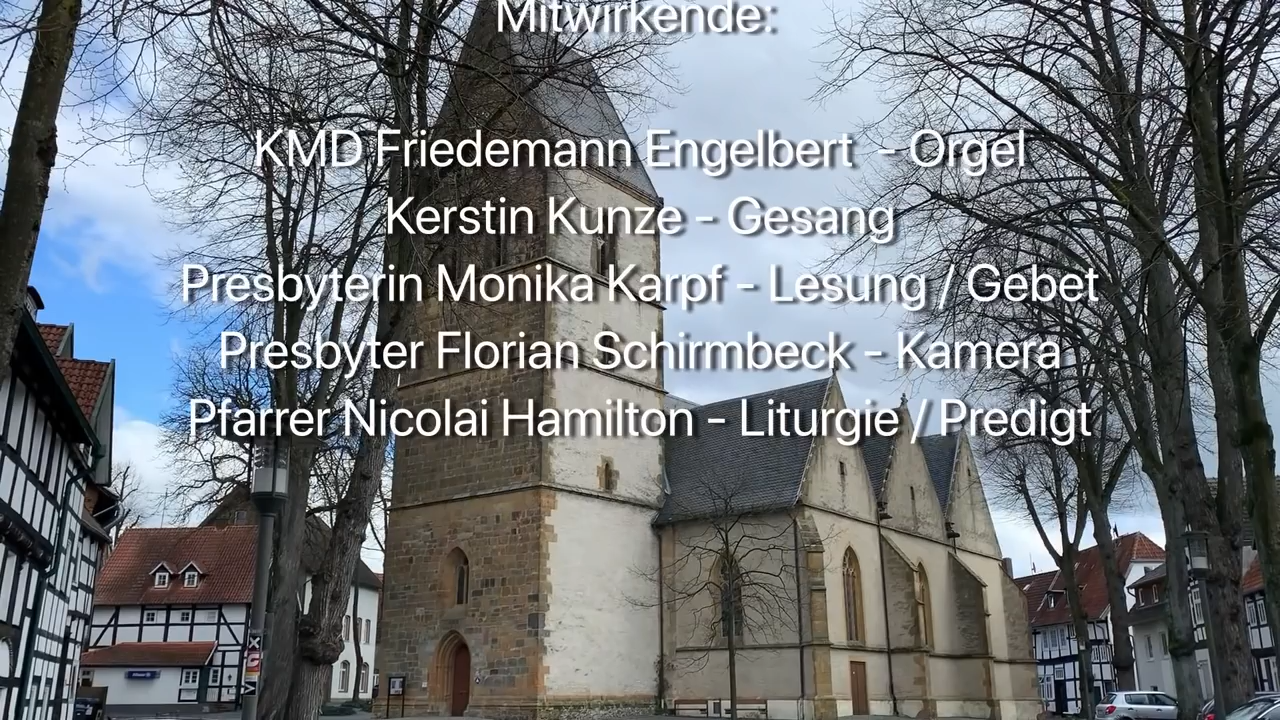 Mitwirkende:
KMD Friedemann Engelbert - Orgel
Kerstin Kunze - Gesang
Presbyterin Monika Karpf - Lesung / Gebet
Presbyter Florian Schirmbeck - Kamera
Pfarrer Nicolai Hamilton - Liturgie / Predigt